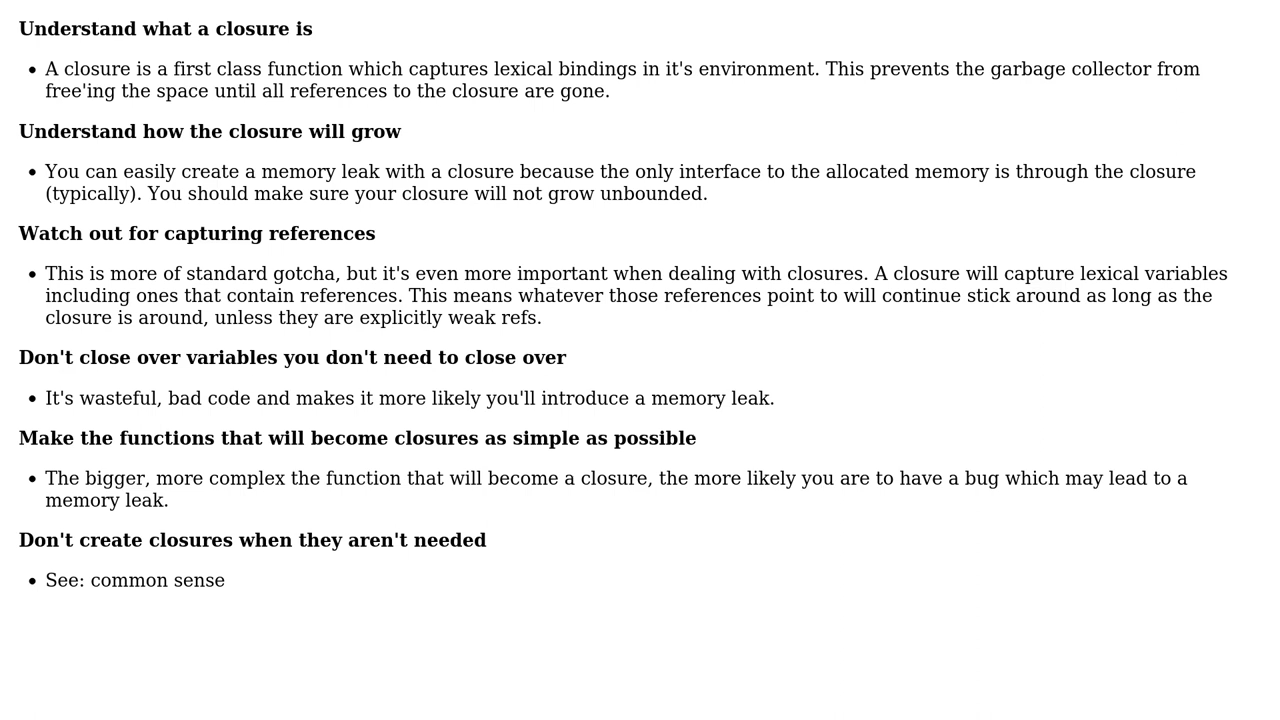 Understand what a closure is
• A closure is a first class function which captures lexical bindings in it's environment. This prevents the garbage collector from
free'ing the space until all references to the closure are gone.
Understand how the closure will grow
• You can easily create a memory leak with a closure because the only interface to the allocated memory is through the closure
(typically). You should make sure your closure will not grow unbounded.
Watch out for capturing references
• This is more of standard gotcha, but it's even more important when dealing with closures. A closure will capture lexical variables
including ones that contain references. This means whatever those references point to will continue stick around as long as the
closure is around, unless they are explicitly weak refs.
Don't close over variables you don't need to close over
• It's wasteful, bad code and makes it more likely you'll introduce a memory leak.
Make the functions that will become closures as simple as possible
• The bigger, more complex the function that will become a closure, the more likely you are to have a bug which may lead to a
memory leak.
Don't create closures when they aren't needed
• See: common sense